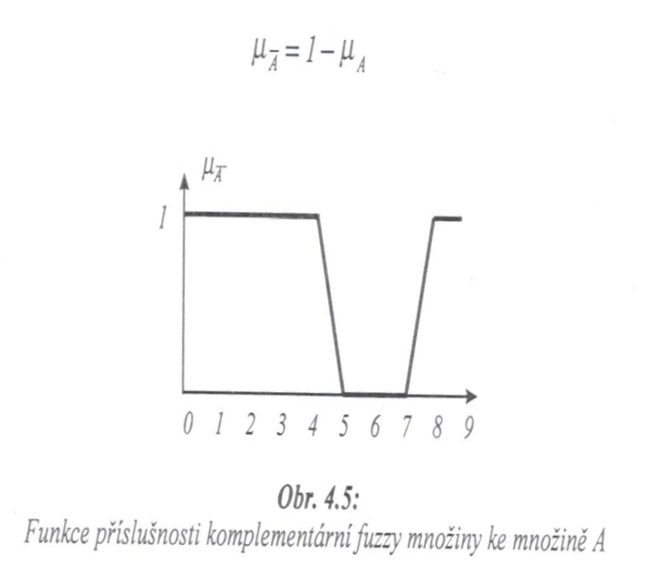 μ_Ā = 1 – μ_A
μ_Ā
1
0 1 2 3 4 5 6 7 8 9
Obr. 4.5:
Funkce příslušnosti komplementární fuzzy množiny ke množině A